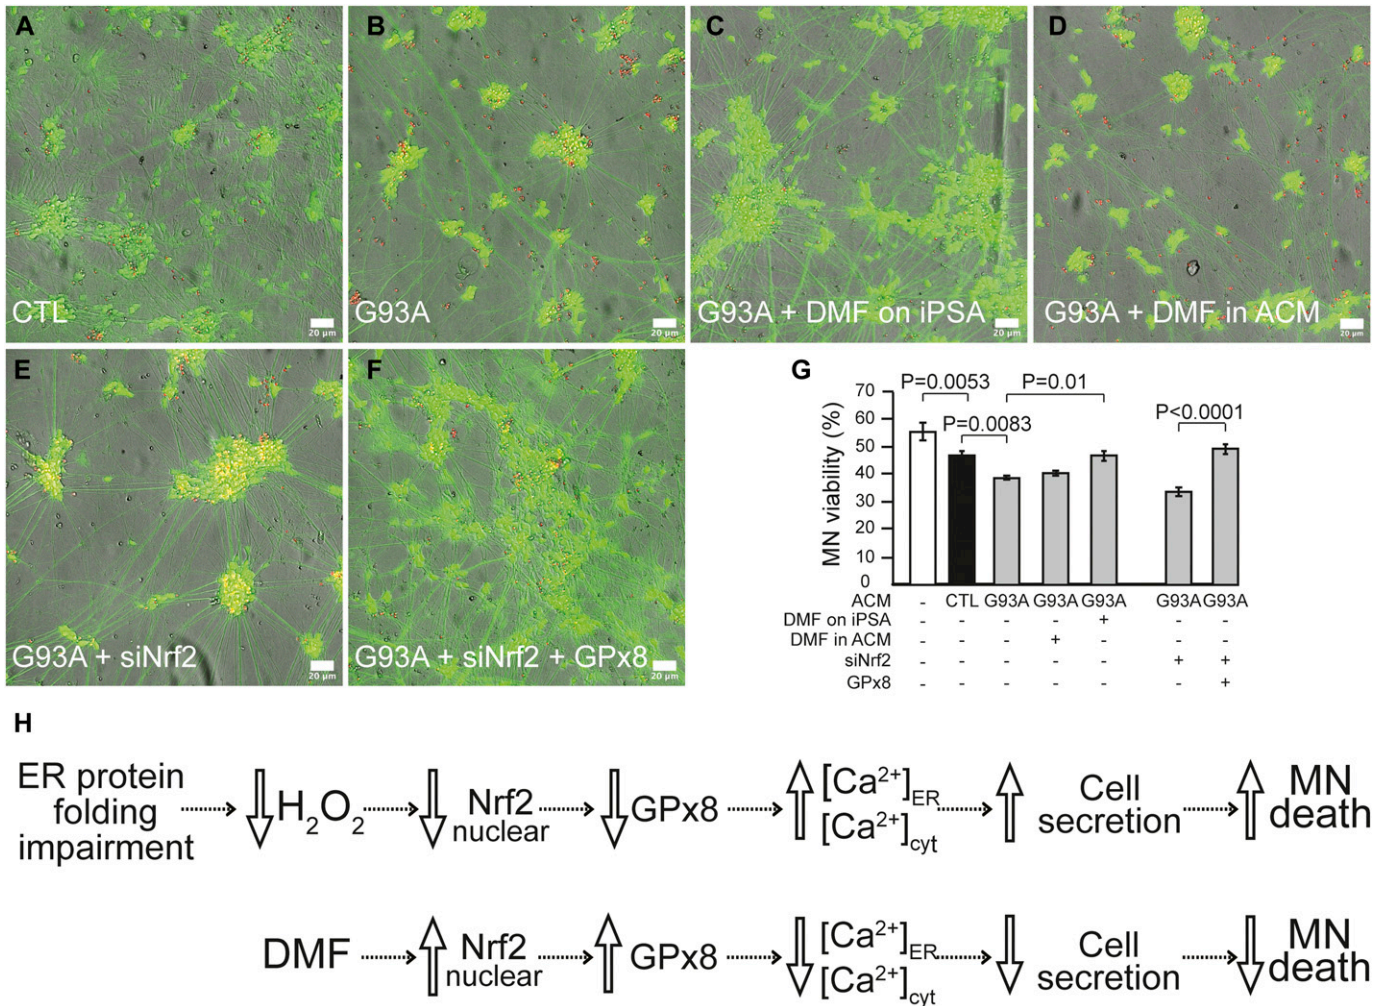 A
CTL
20 µm
B
G93A
20 µm
C
G93A + DMF on iPSA
20 µm
D
G93A + DMF in ACM
20 µm
E
G93A + siNrf2
20 µm
F
G93A + siNrf2 + GPx8
20 µm
G
P=0.0053 P=0.01
P=0.0083 P<0.0001
MN viability (%)
70
60
50
40
30
20
10
0
ACM - CTL G93A G93A G93A G93A G93A
DMF on iPSA - - - - + - -
DMF in ACM - - - + - - -
siNrf2 - - - - - + +
GPx8 - - - - - - +
H
ER protein
folding
impairment
H2O2
Nrf2
nuclear
GPx8
[Ca2+]ER
[Ca2+]cyt
Cell
secretion
MN
death
DMF
Nrf2
nuclear
GPx8
[Ca2+]ER
[Ca2+]cyt
Cell
secretion
MN
death